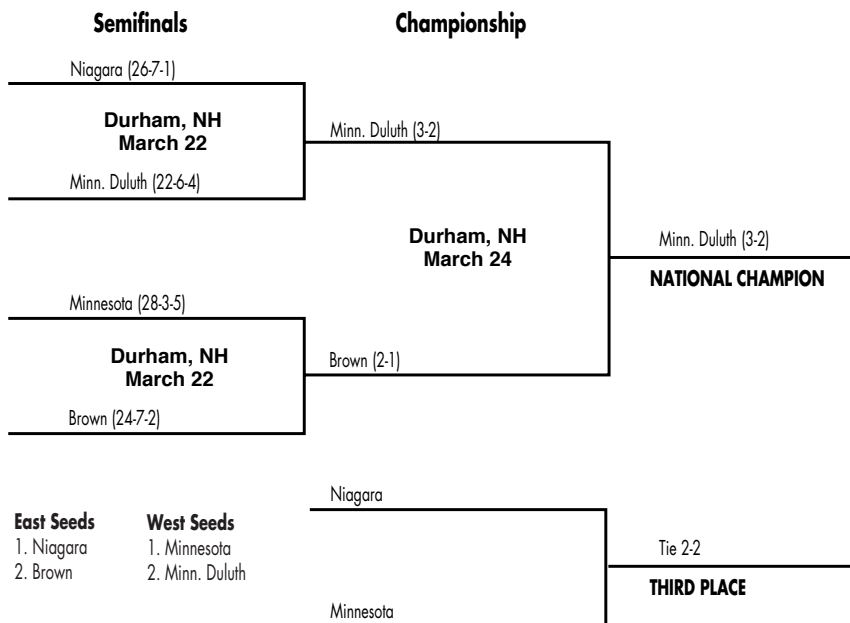 Semifinals
Championship
Niagara (26-7-1)
Durham, NH
March 22
Minn. Duluth (22-6-4)
Minn. Duluth (3-2)
Durham, NH
March 24
Minn. Duluth (3-2)
NATIONAL CHAMPION
Minnesota (28-3-5)
Durham, NH
March 22
Brown (24-7-2)
Brown (2-1)
East Seeds
1. Niagara
2. Brown
West Seeds
1. Minnesota
2. Minn. Duluth
Niagara
Tie 2-2
THIRD PLACE
Minnesota